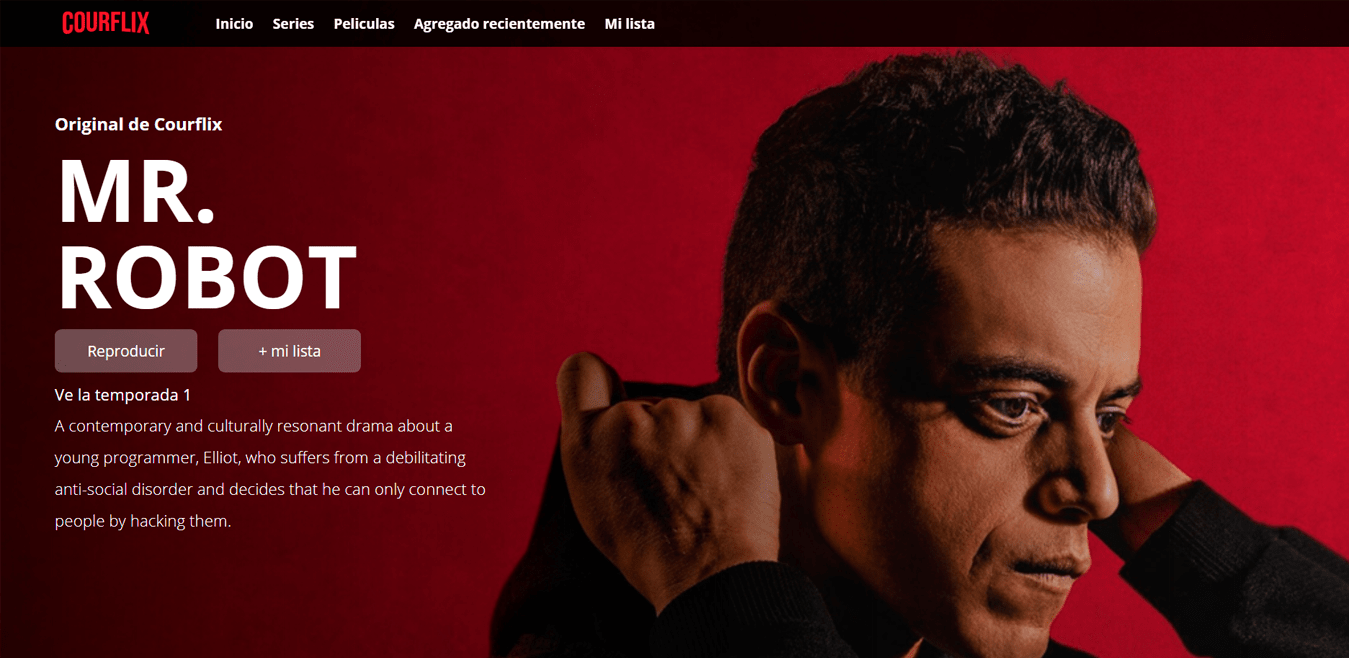 COURFLIX Inicio Series Peliculas Agregado recientemente Mi lista
Original de Courflix
MR.
ROBOT
Reproducir + mi lista
Ve la temporada 1
A contemporary and culturally resonant drama about a
young programmer, Elliot, who suffers from a debilitating
anti-social disorder and decides that he can only connect to
people by hacking them.